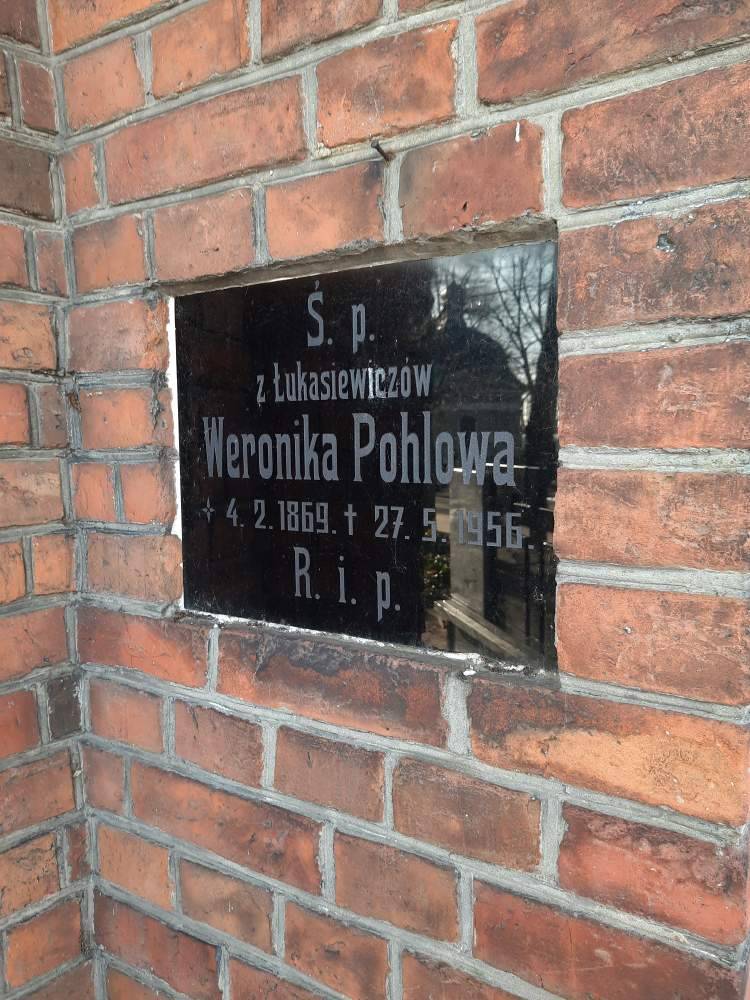 Ś. p.
z Łukasiewiczów
Weronika Pohlowa
+ 4. 2. 1869. † 27. 5. 1956.
R. i. p.